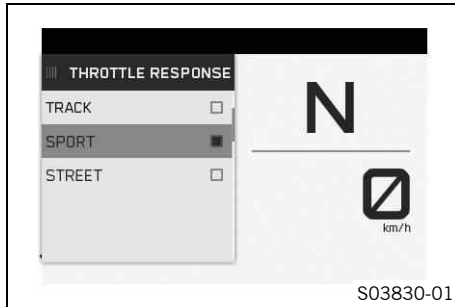 THROTTLE RESPONSE
TRACK
SPORT
STREET
N
0
km/h
S03830-01